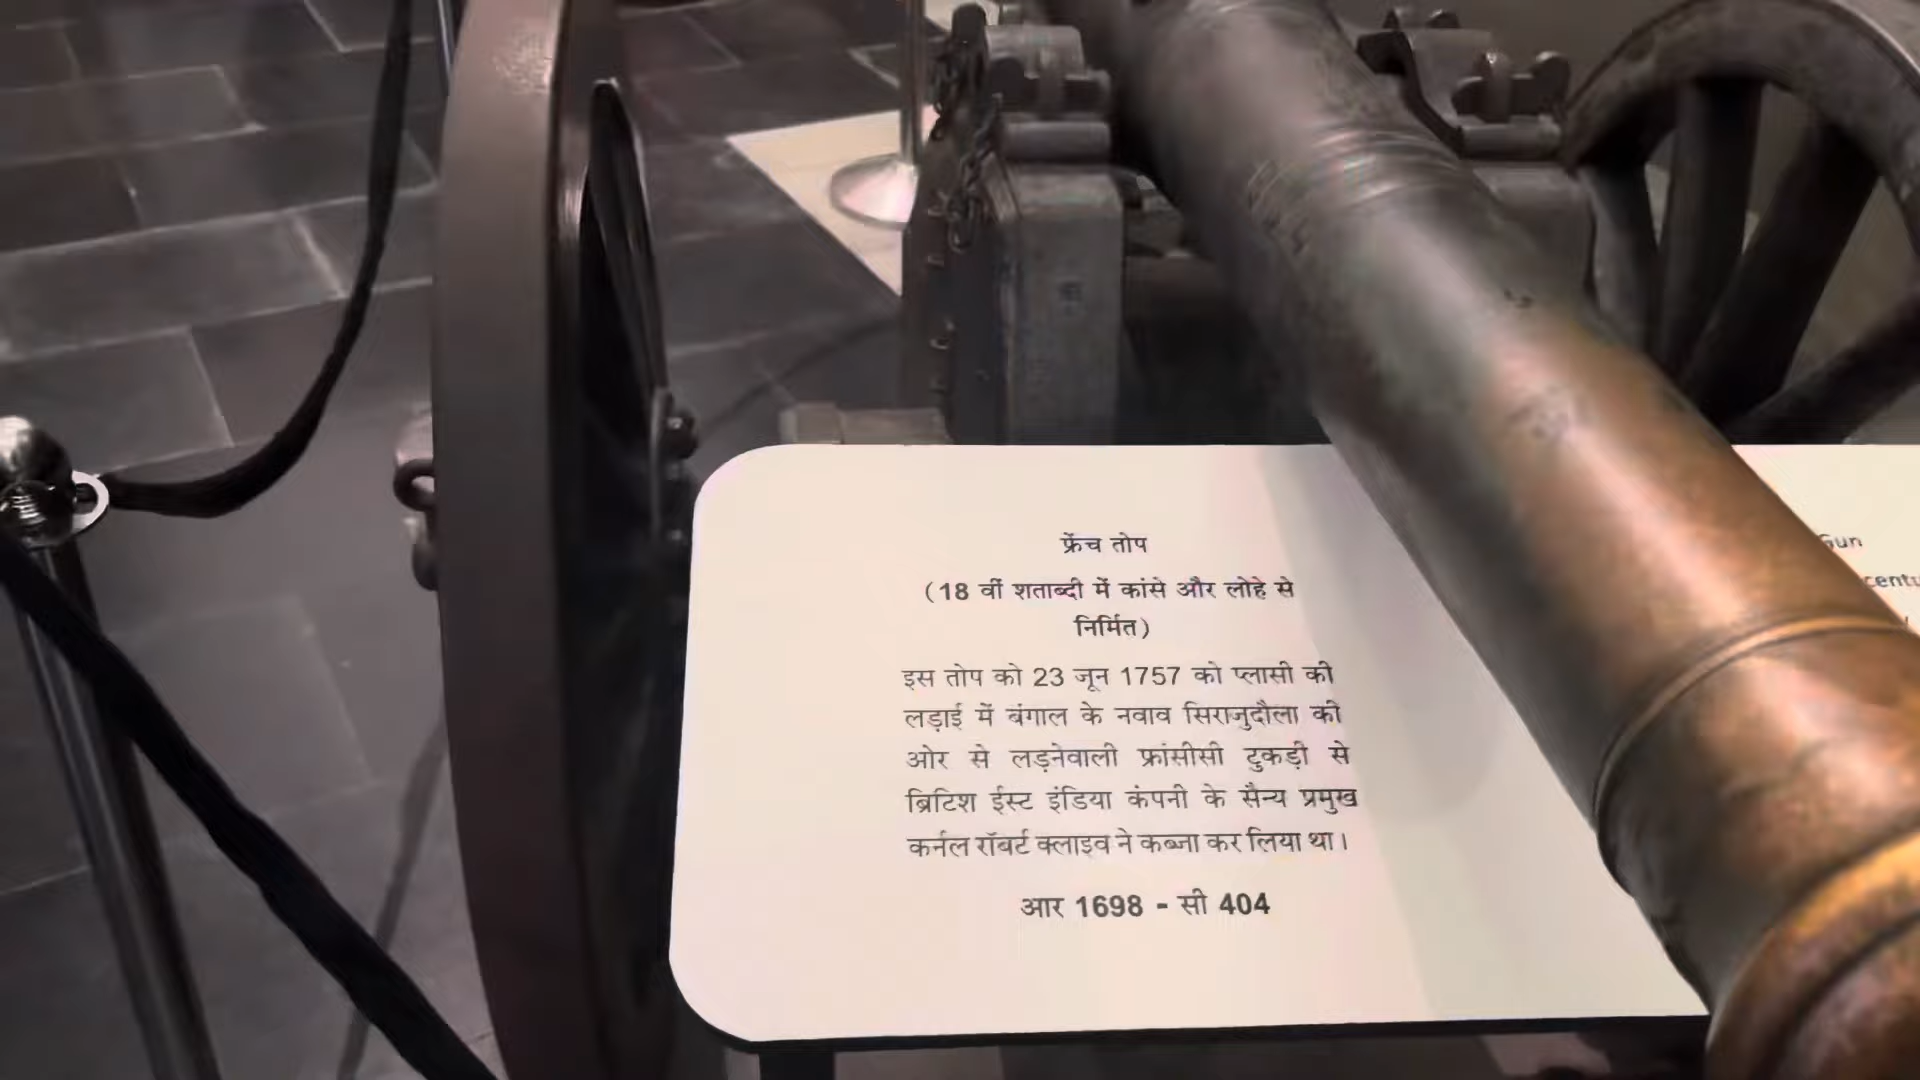 फ्रेंच तोप
(18 वीं शताब्दी में कांसे और लोहे से
निर्मित)
इस तोप को 23 जून 1757 को प्लासी की
लड़ाई में बंगाल के नवाव सिराजुदौला की
ओर से लड़नेवाली फ्रांसीसी टुकड़ी से
ब्रिटिश ईस्ट इंडिया कंपनी के सैन्य प्रमुख
कर्नल रॉबर्ट क्लाइव ने कब्जा कर लिया था।
आर 1698 - सी 404
Gun